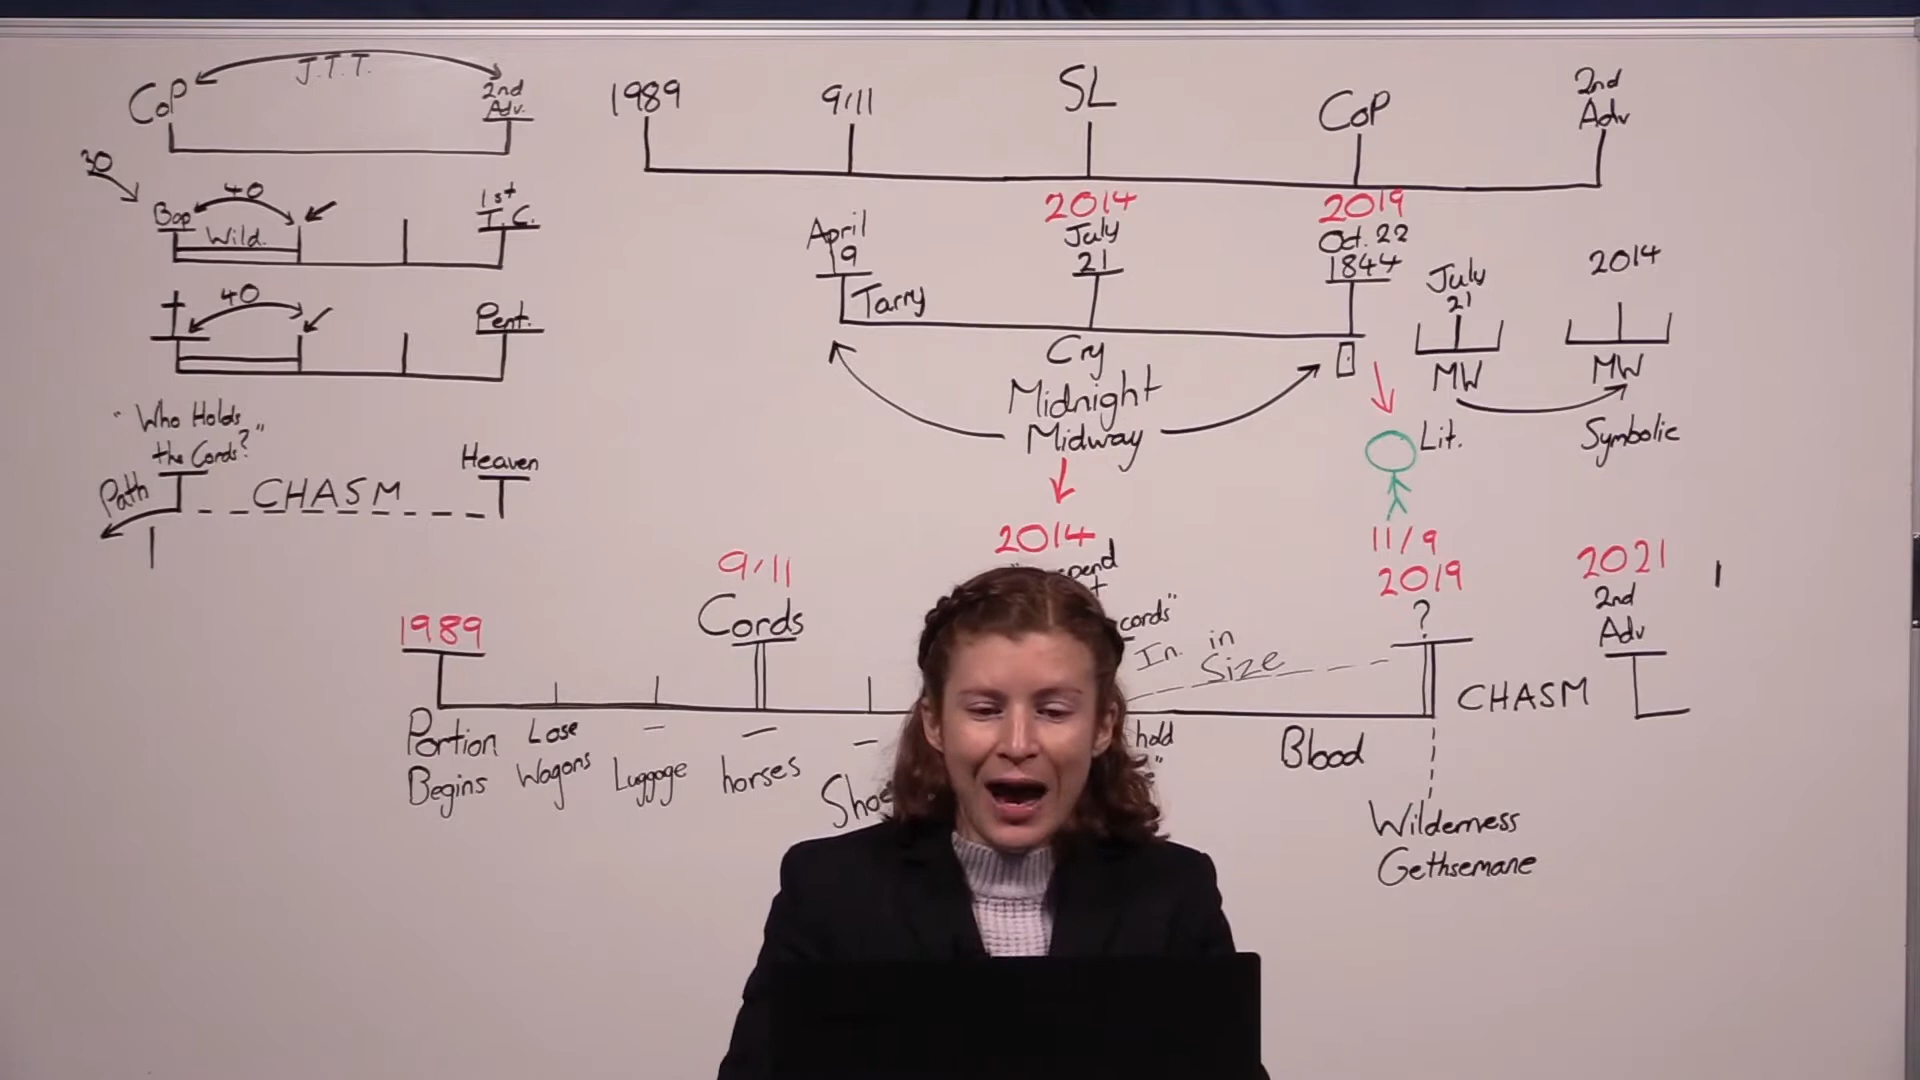 CoP
J.T.T.
2nd
Adv.
30
Bap
40
Wild.
1st
I.C.
40
Pent.
"Who Holds
the Cords?"
Path
CHASM
Heaven
1989
9/11
SL
CoP
2nd
Adv
April
19
Tarry
2014
July
21
Cry
Midnight
Midway
2014
2019
Oct. 22
1844
July
21
MW
2014
MW
Lit.
Symbolic
1989
9/11
Cords
cords"
In. in
Size
11/9
2019
?
CHASM
2021
2nd
Adv
Portion
Begins
Lose
Wagons
—
Luggage
—
horses
—
hold
Blood
Wilderness
Gethsemane